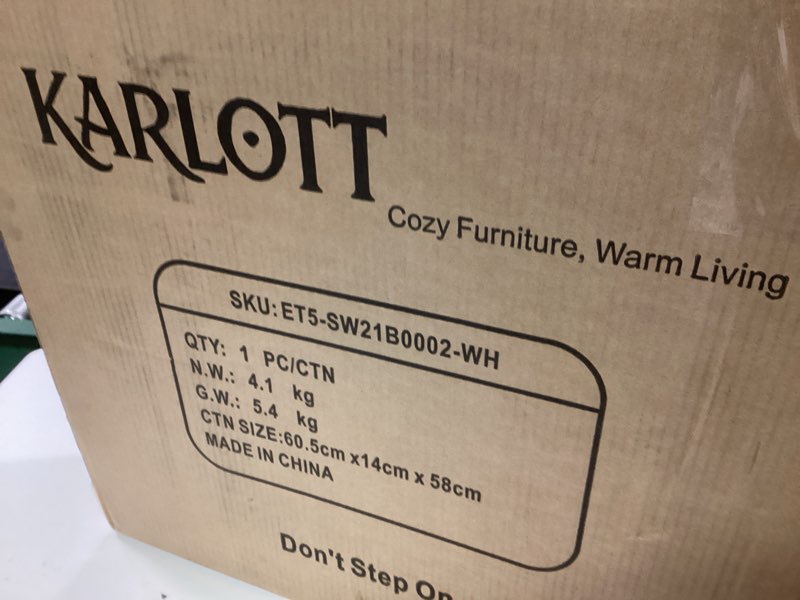 KARLOTT
Cozy Furniture, Warm Living
SKU: ET5-SW21B0002-WH
QTY: 1 PC/CTN
N.W.: 4.1 kg
G.W.: 5.4 kg
CTN SIZE:60.5cm x14cm x 58cm
MADE IN CHINA
Don't Step On